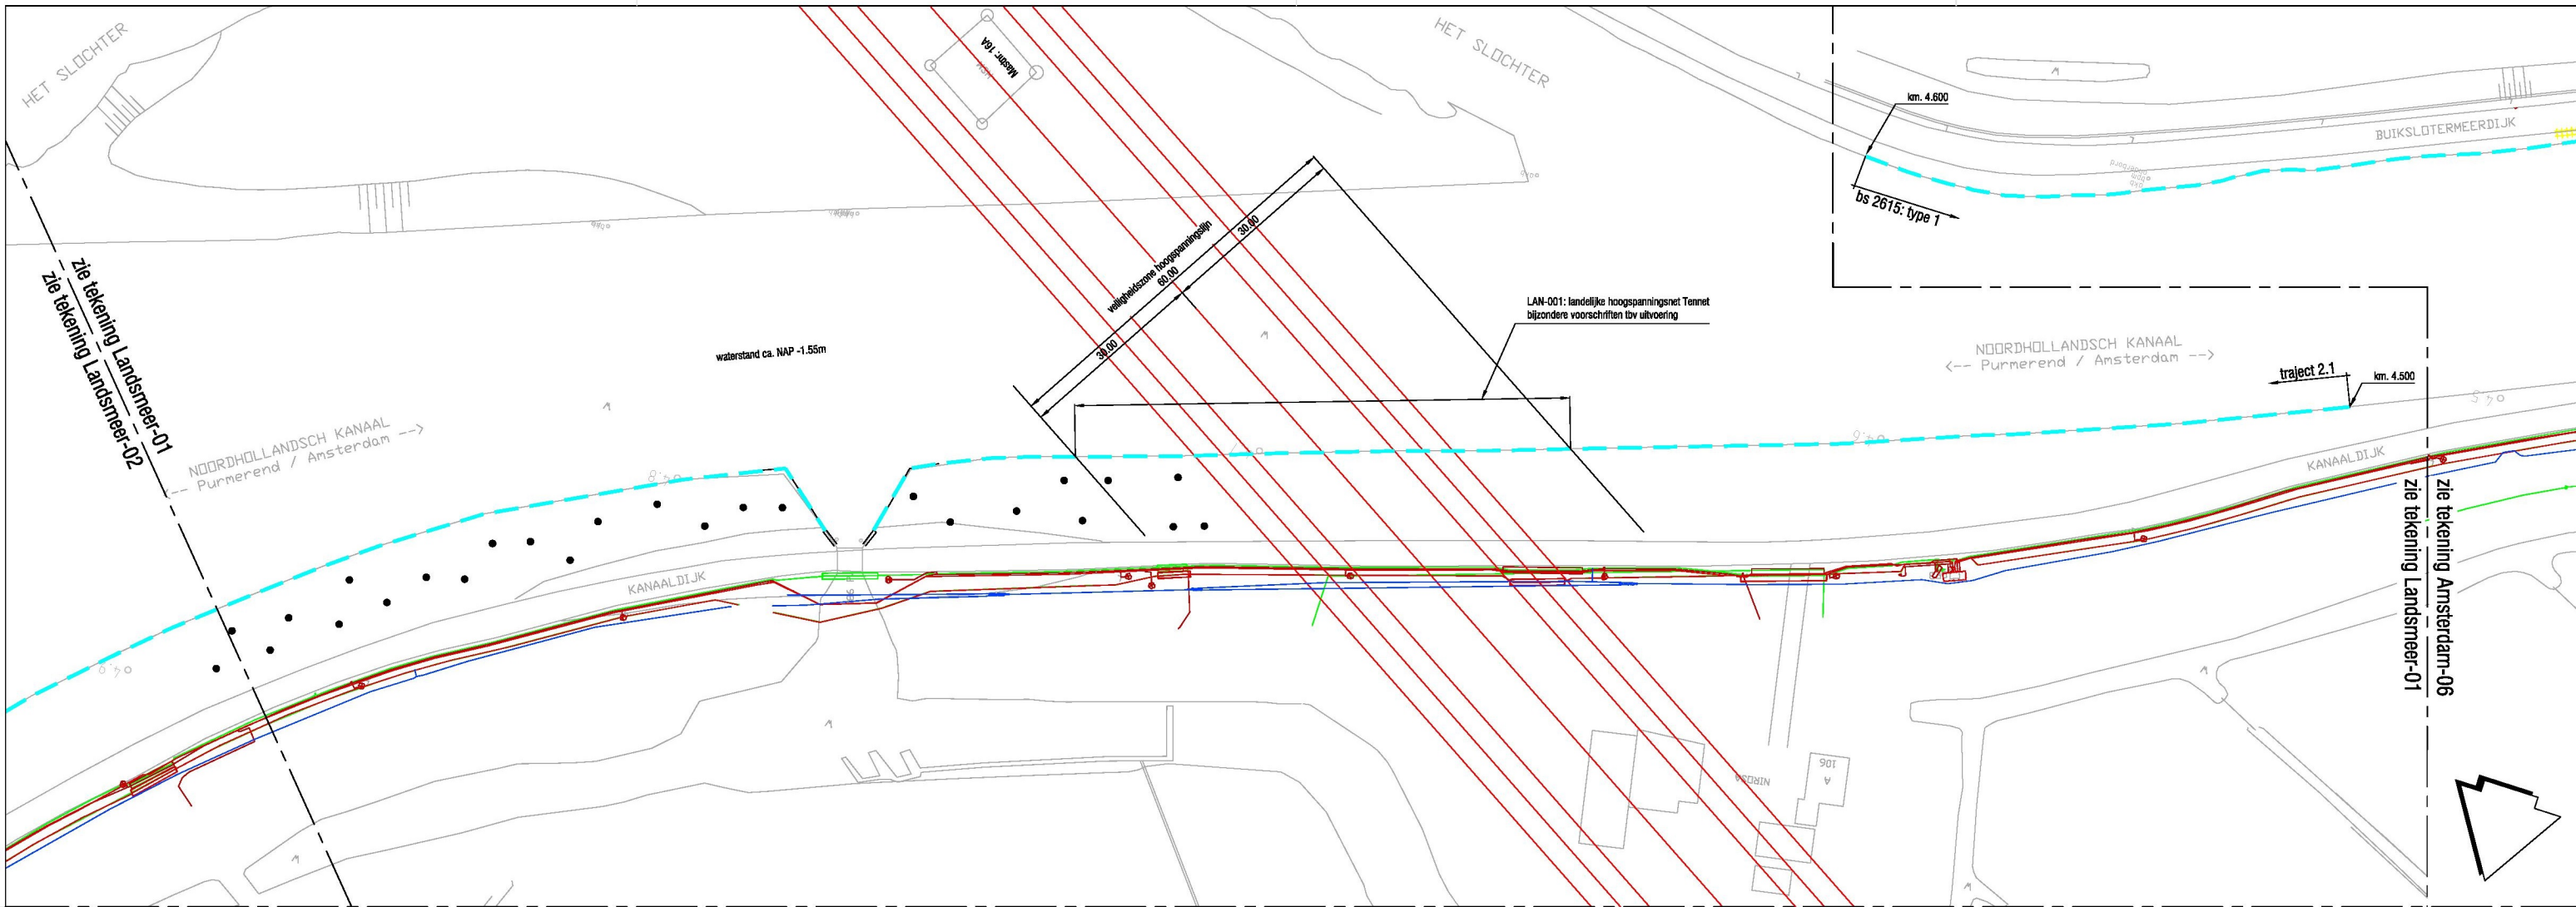 HET SLOCHTER
Mastnr. 16A
HSM
HET SLOCHTER
km. 4.600
BUIKSLOTERMEERDIJK
bs 2615: type 1
zie tekening Landsmeer-01
zie tekening Landsmeer-02
veiligheidszone hoogspanningslijn
60.00
30.00
30.00
LAN-001: landelijke hoogspanningsnet Tennet
bijzondere voorschriften tbv uitvoering
waterstand ca. NAP -1.55m
NOORDHOLLANDSCH KANAAL
<-- Purmerend / Amsterdam -->
traject 2.1
km. 4.500
NOORDHOLLANDSCH KANAAL
<-- Purmerend / Amsterdam -->
KANAALDIJK
KANAALDIJK
zie tekening Amsterdam-06
zie tekening Landsmeer-01
NIROSA
106
A